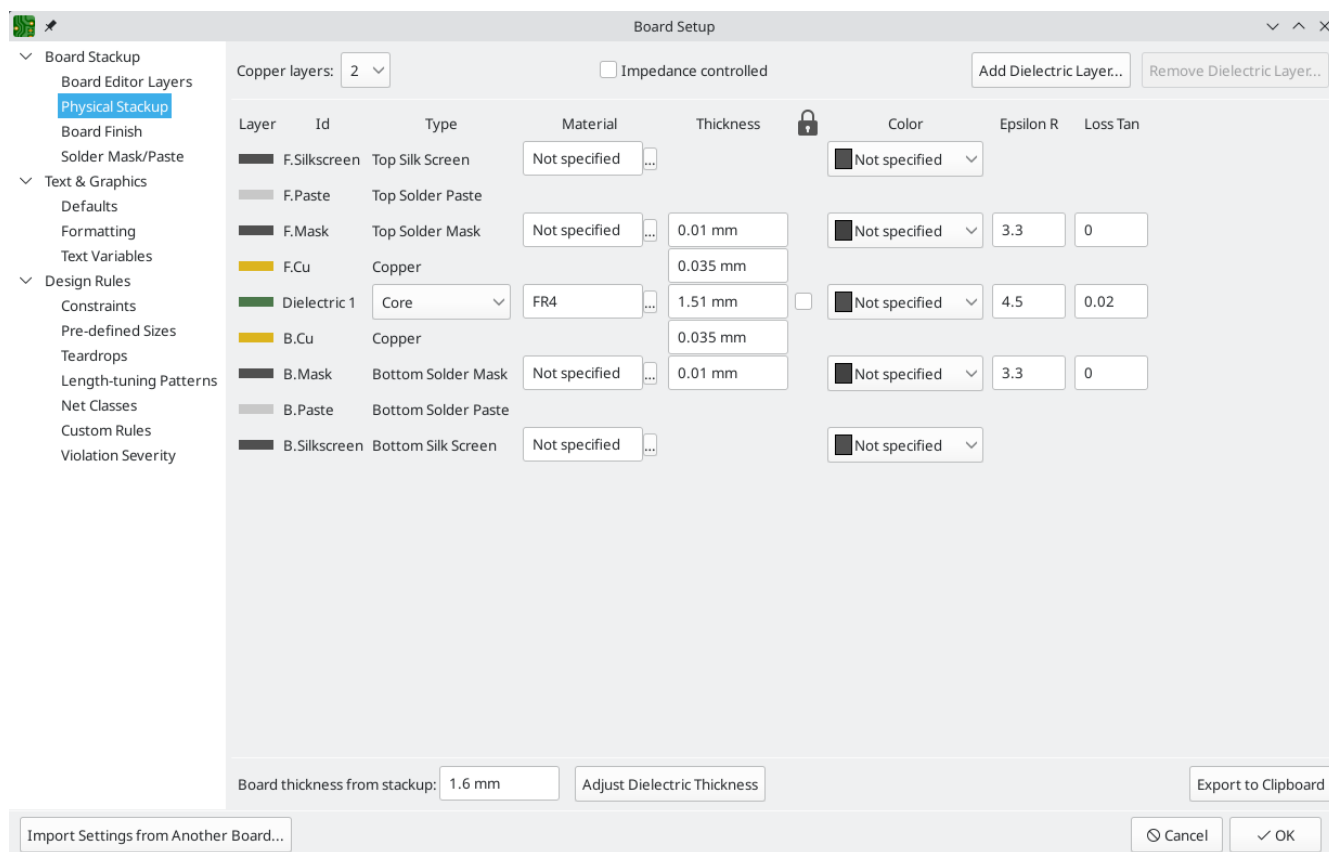 Board Setup
Board Stackup
Board Editor Layers
Physical Stackup
Board Finish
Solder Mask/Paste
Text & Graphics
Defaults
Formatting
Text Variables
Design Rules
Constraints
Pre-defined Sizes
Teardrops
Length-tuning Patterns
Net Classes
Custom Rules
Violation Severity
Copper layers: 2 Impedance controlled Add Dielectric Layer... Remove Dielectric Layer...
Layer Id Type Material Thickness Color Epsilon R Loss Tan
F.Silkscreen Top Silk Screen Not specified ... Not specified
F.Paste Top Solder Paste
F.Mask Top Solder Mask Not specified ... 0.01 mm Not specified 3.3 0
F.Cu Copper 0.035 mm
Dielectric 1 Core FR4 ... 1.51 mm Not specified 4.5 0.02
B.Cu Copper 0.035 mm
B.Mask Bottom Solder Mask Not specified ... 0.01 mm Not specified 3.3 0
B.Paste Bottom Solder Paste
B.Silkscreen Bottom Silk Screen Not specified ... Not specified
Board thickness from stackup: 1.6 mm Adjust Dielectric Thickness Export to Clipboard
Import Settings from Another Board... Cancel OK